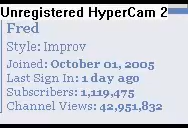 Unregistered HyperCam 2
Fred
Style: Improv
Joined: October 01, 2005
Last Sign In: 1 day ago
Subscribers: 1,119,475
Channel Views: 42,951,832